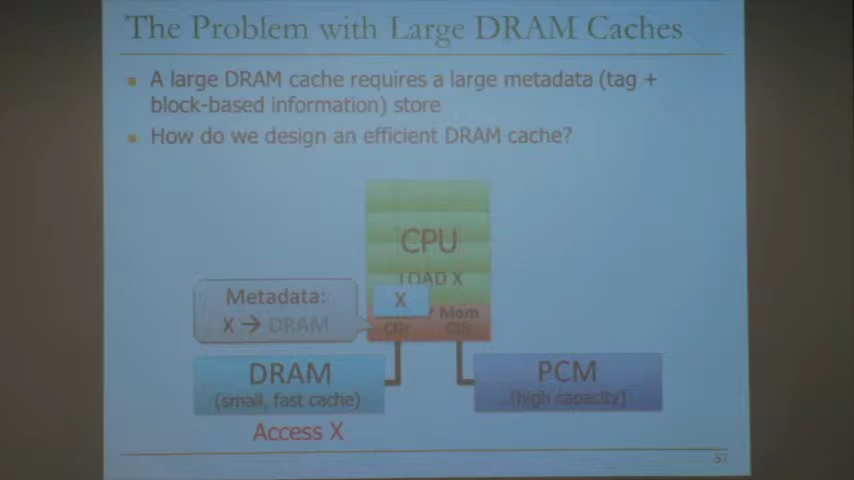 The Problem with Large DRAM Caches
A large DRAM cache requires a large metadata (tag +
block-based information) store
How do we design an efficient DRAM cache?
CPU
LOAD X
X
Metadata:
X → DRAM
Ctlr
Mem
Ctlr
DRAM
(small, fast cache)
PCM
(high capacity)
Access X